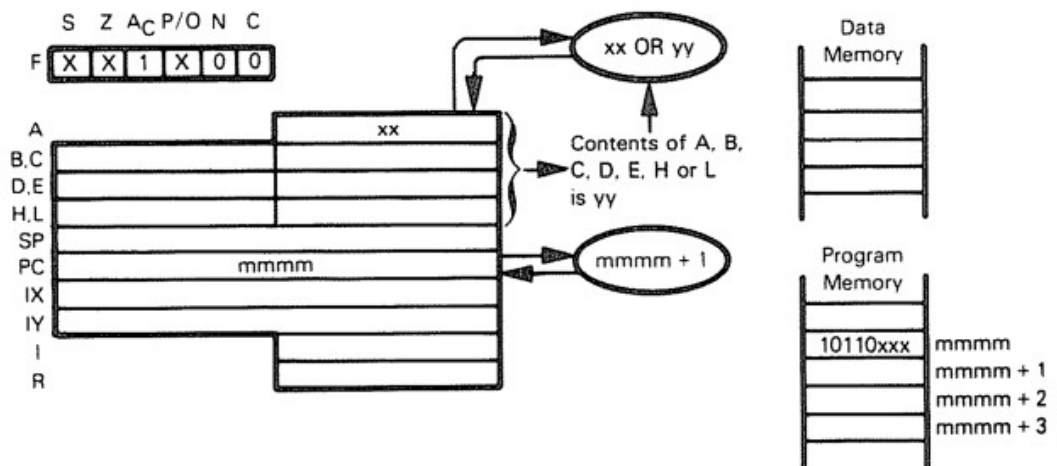 S Z AC P/O N C
F X X 1 X 0 0
xx OR yy
Data
Memory
A xx
B,C
D,E
H,L
SP
PC mmmm
IX
IY
I
R
Contents of A, B,
C, D, E, H or L
is yy
mmmm + 1
Program
Memory
10110xxx mmmm
mmmm + 1
mmmm + 2
mmmm + 3